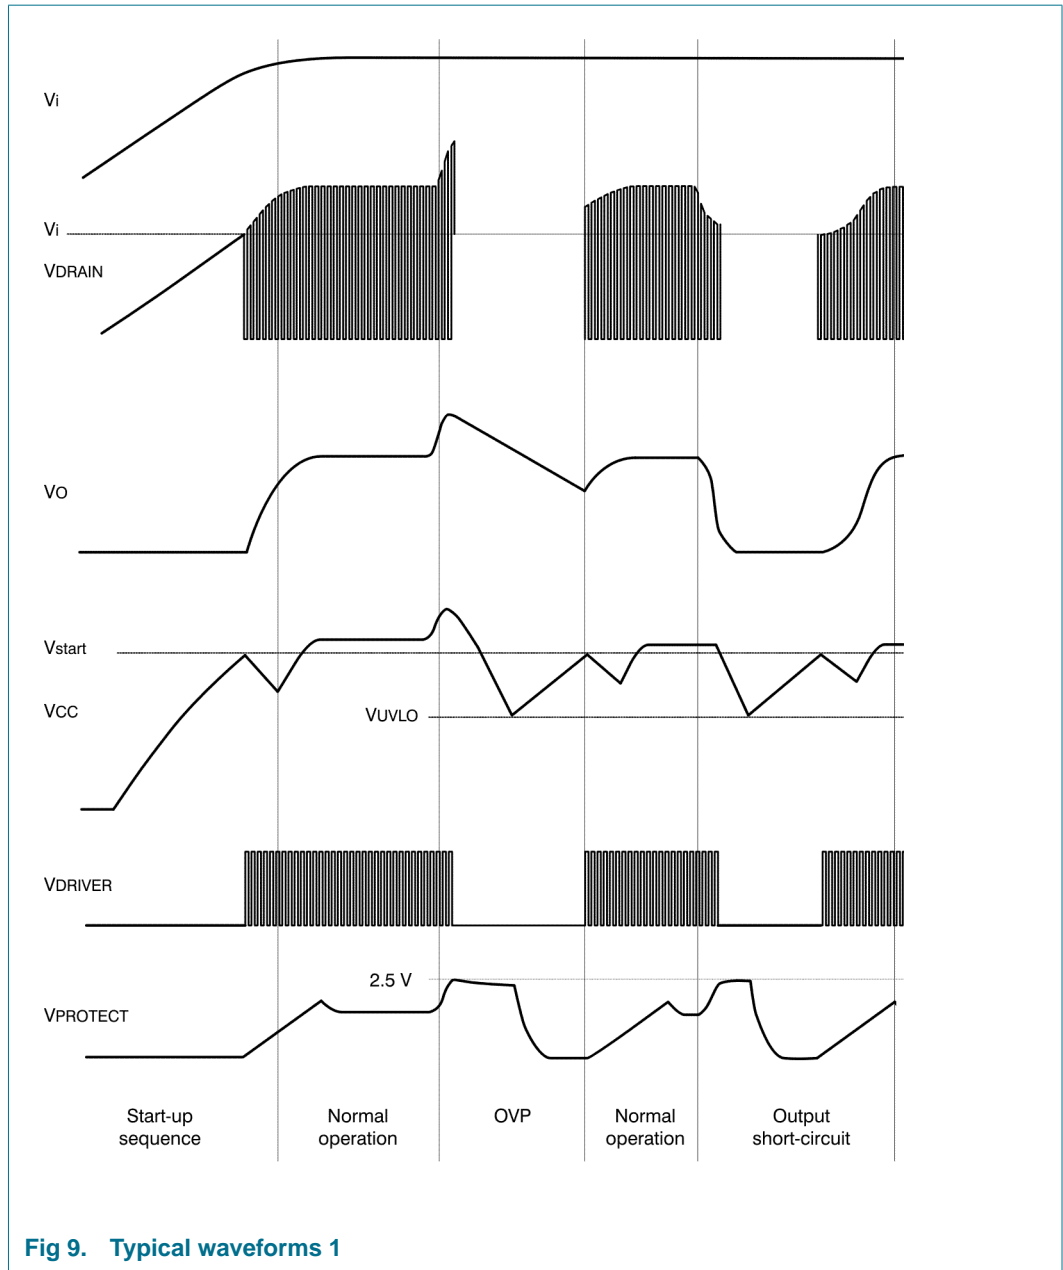 Vi
Vi
VDRAIN
VO
Vstart
VCC
VUVLO
VDRIVER
2.5 V
VPROTECT
Start-up
sequence
Normal
operation
OVP
Normal
operation
Output
short-circuit
Fig 9. Typical waveforms 1